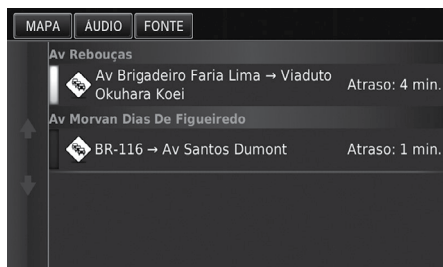 MAPA ÁUDIO FONTE
Av Rebouças
Av Brigadeiro Faria Lima → Viaduto
Okuhara Koei
Atraso: 4 min.
Av Morvan Dias De Figueiredo
BR-116 → Av Santos Dumont
Atraso: 1 min.